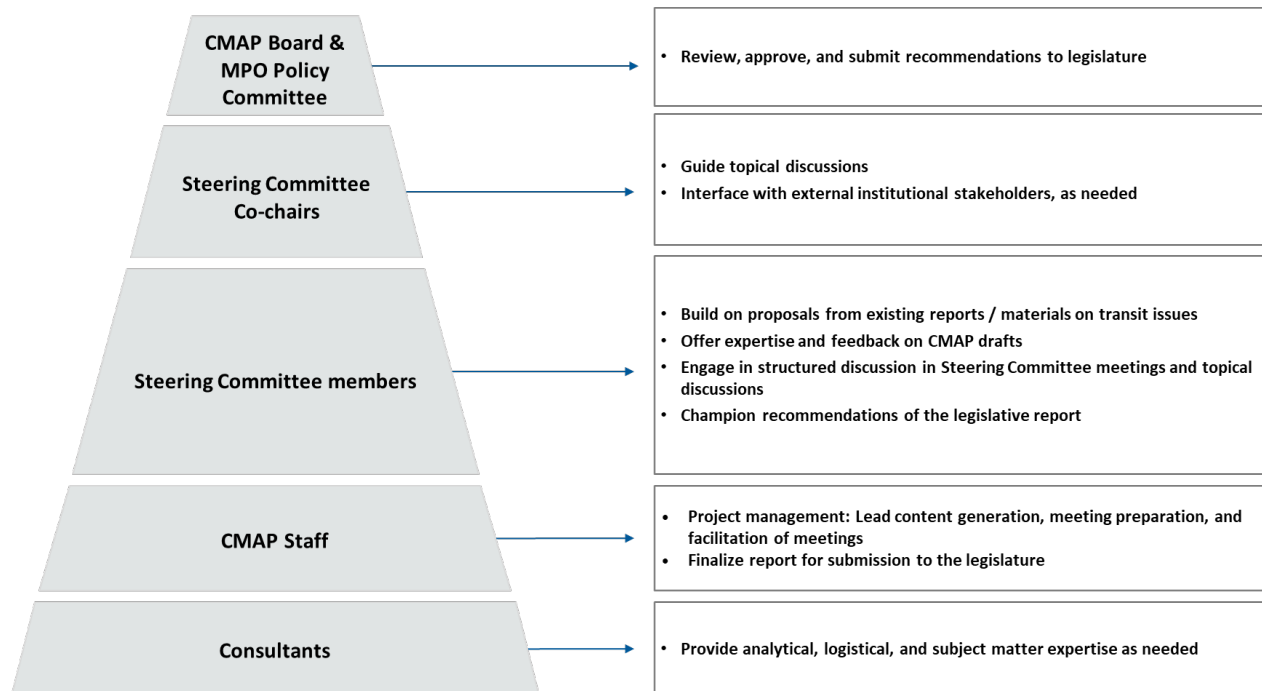 CMAP Board &
MPO Policy
Committee
• Review, approve, and submit recommendations to legislature
Steering Committee
Co-chairs
• Guide topical discussions
• Interface with external institutional stakeholders, as needed
Steering Committee members
• Build on proposals from existing reports / materials on transit issues
• Offer expertise and feedback on CMAP drafts
• Engage in structured discussion in Steering Committee meetings and topical
discussions
• Champion recommendations of the legislative report
CMAP Staff
• Project management: Lead content generation, meeting preparation, and
facilitation of meetings
• Finalize report for submission to the legislature
Consultants
• Provide analytical, logistical, and subject matter expertise as needed